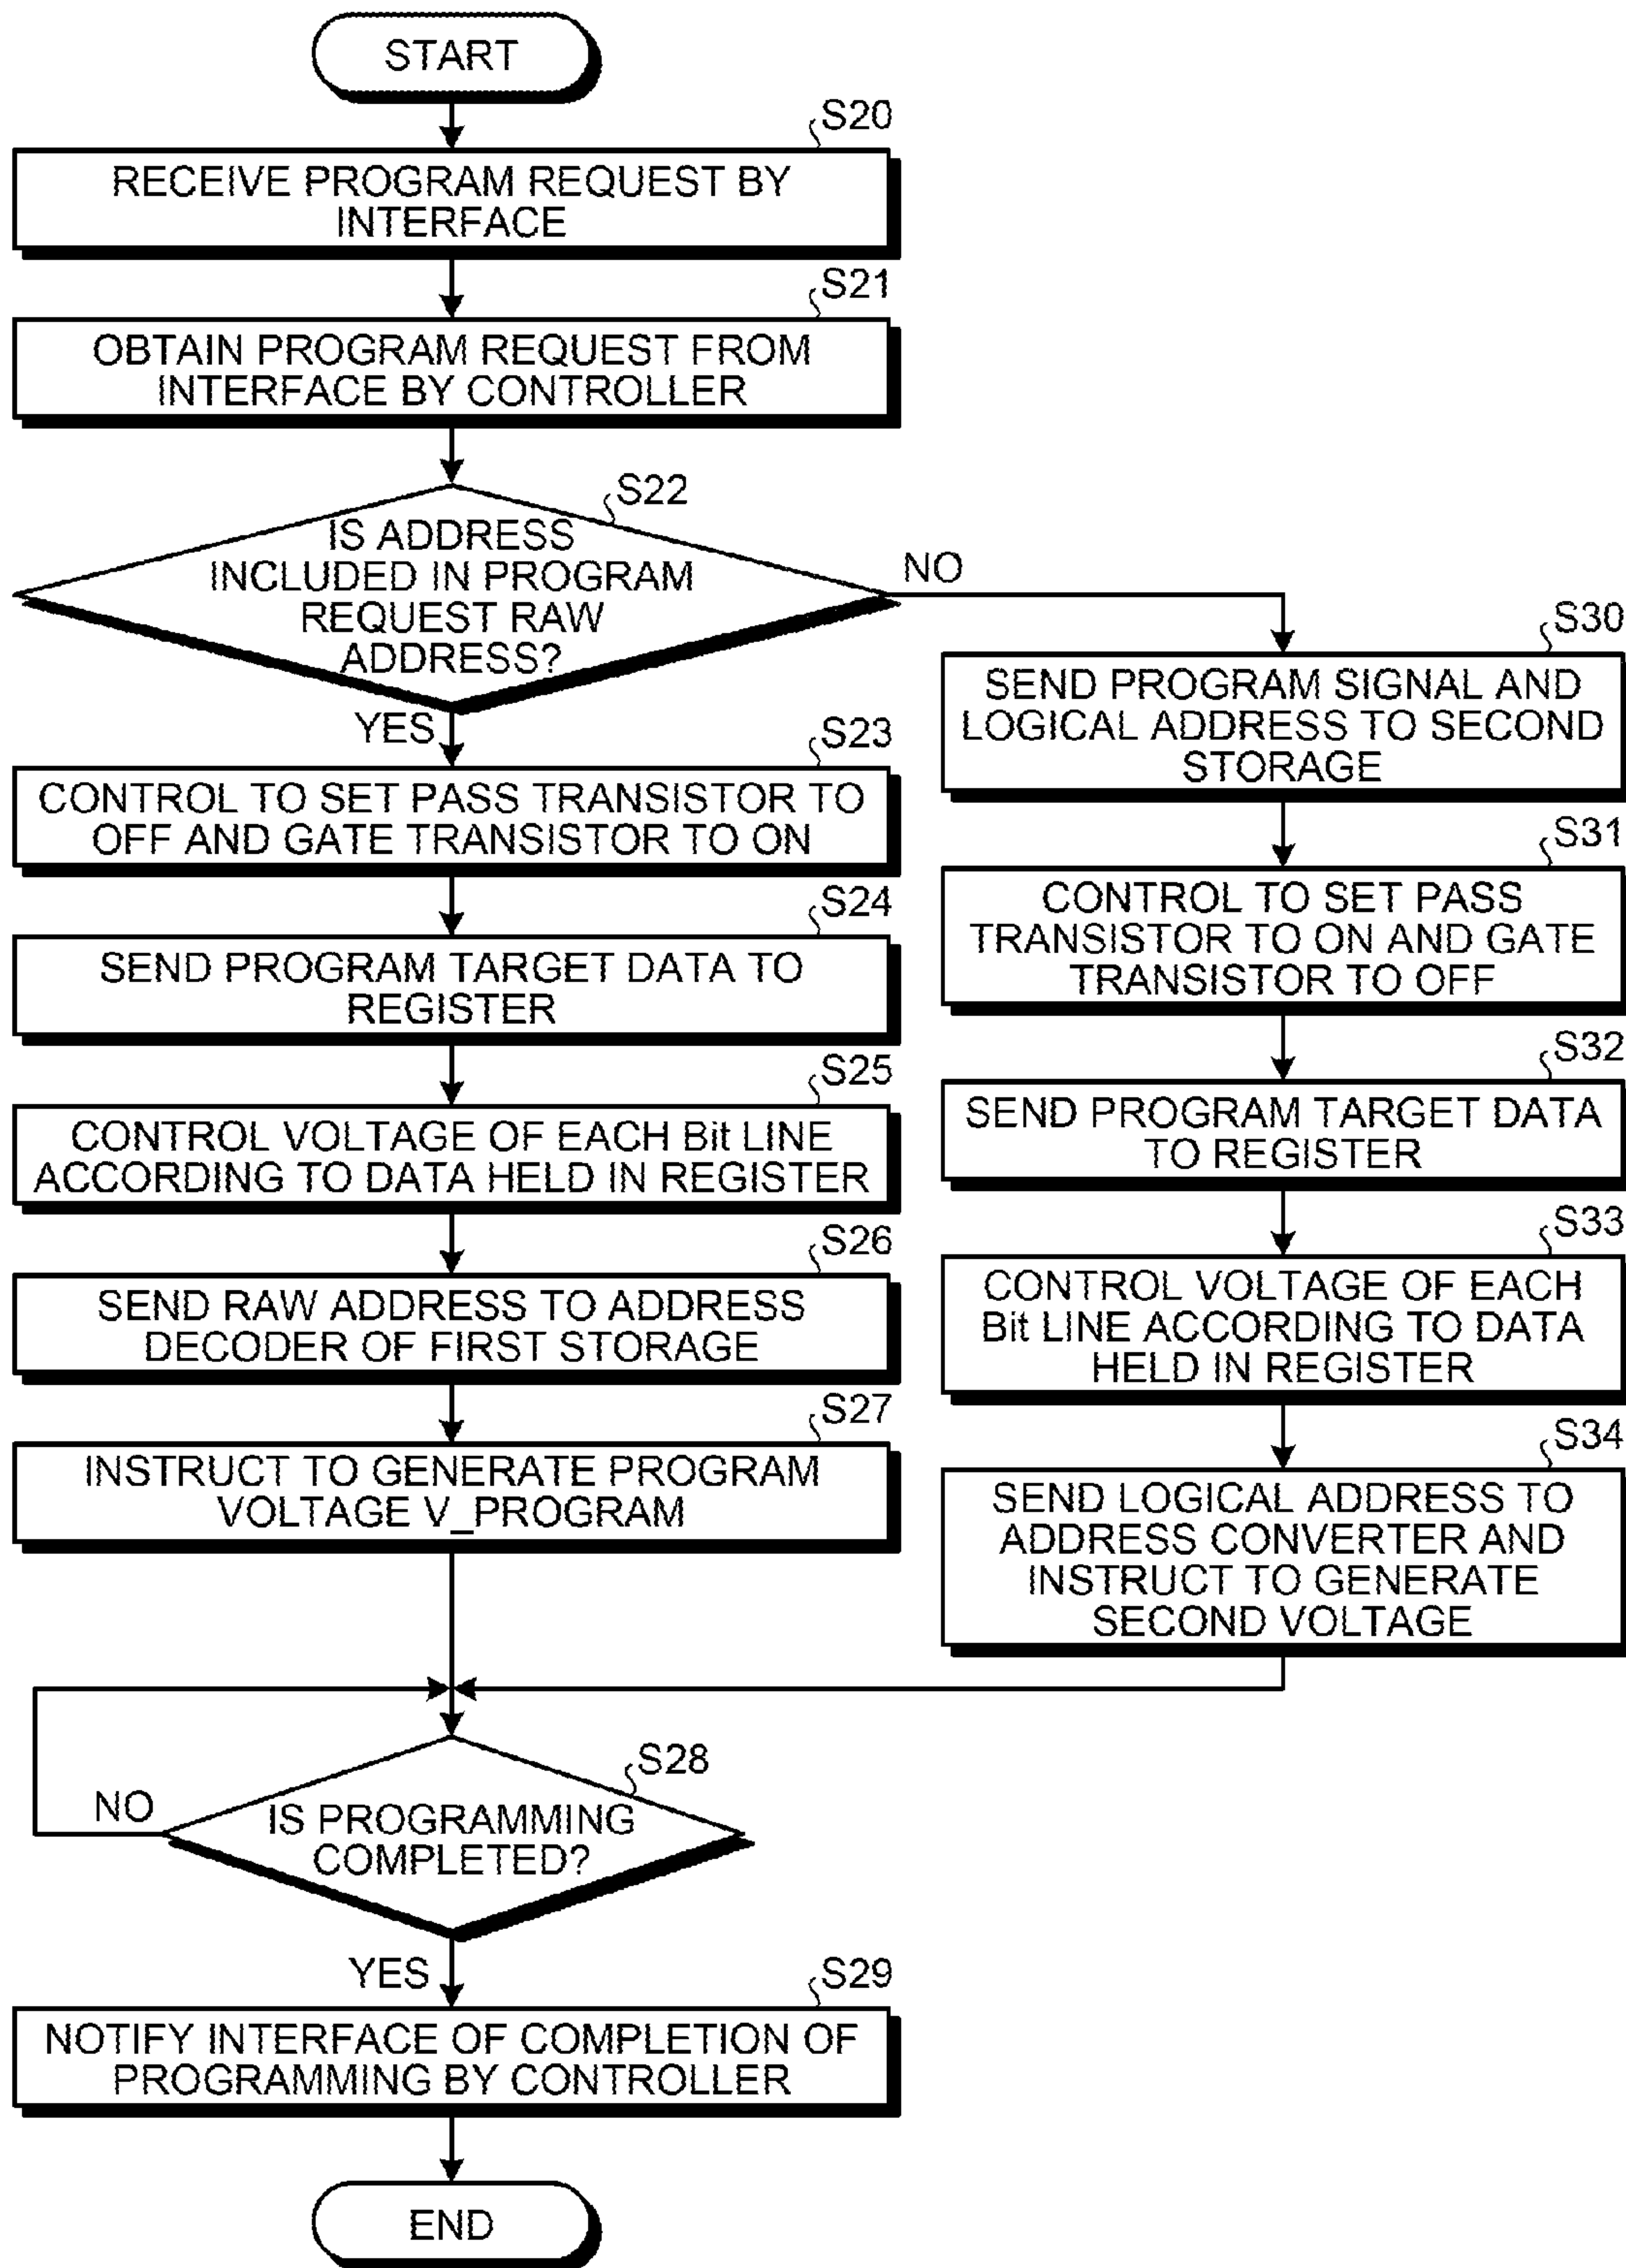 START
S20
RECEIVE PROGRAM REQUEST BY
INTERFACE
S21
OBTAIN PROGRAM REQUEST FROM
INTERFACE BY CONTROLLER
S22
IS ADDRESS
INCLUDED IN PROGRAM
REQUEST RAW
ADDRESS?
NO
YES
S23
CONTROL TO SET PASS TRANSISTOR TO
OFF AND GATE TRANSISTOR TO ON
S24
SEND PROGRAM TARGET DATA TO
REGISTER
S25
CONTROL VOLTAGE OF EACH Bit LINE
ACCORDING TO DATA HELD IN REGISTER
S26
SEND RAW ADDRESS TO ADDRESS
DECODER OF FIRST STORAGE
S27
INSTRUCT TO GENERATE PROGRAM
VOLTAGE V_PROGRAM
S30
SEND PROGRAM SIGNAL AND
LOGICAL ADDRESS TO SECOND
STORAGE
S31
CONTROL TO SET PASS
TRANSISTOR TO ON AND GATE
TRANSISTOR TO OFF
S32
SEND PROGRAM TARGET DATA
TO REGISTER
S33
CONTROL VOLTAGE OF EACH
Bit LINE ACCORDING TO DATA
HELD IN REGISTER
S34
SEND LOGICAL ADDRESS TO
ADDRESS CONVERTER AND
INSTRUCT TO GENERATE
SECOND VOLTAGE
S28
NO
IS PROGRAMMING
COMPLETED?
YES
S29
NOTIFY INTERFACE OF COMPLETION OF
PROGRAMMING BY CONTROLLER
END